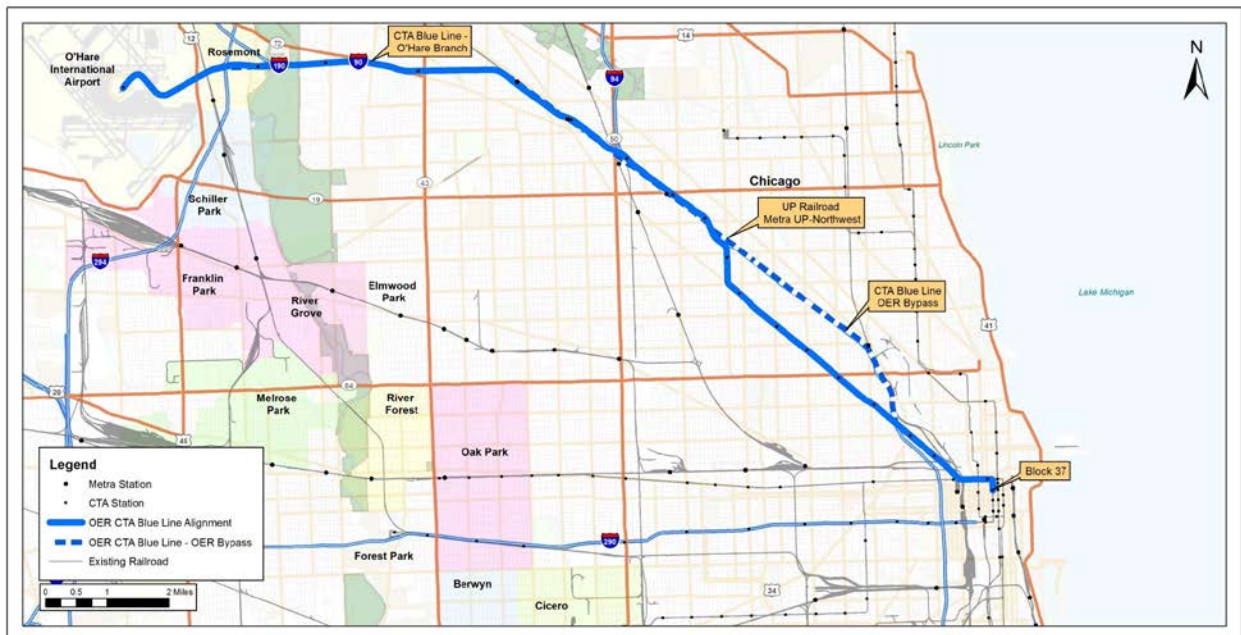 12
72
14
CTA Blue Line -
O'Hare Branch
N
O'Hare
International
Airport
Rosemont
190
90
94
50
Lincoln Park
Chicago
43
19
Schiller
Park
UP Railroad
Metra UP-Northwest
294
Franklin
Park
River
Grove
Elmwood
Park
CTA Blue Line
OER Bypass
Lake Michigan
41
20
64
Melrose
Park
River
Forest
45
Oak Park
Block 37
Legend
Metra Station
CTA Station
OER CTA Blue Line Alignment
OER CTA Blue Line - OER Bypass
Existing Railroad
290
Forest Park
Berwyn
Cicero
34
0 0.5 1 2 Miles